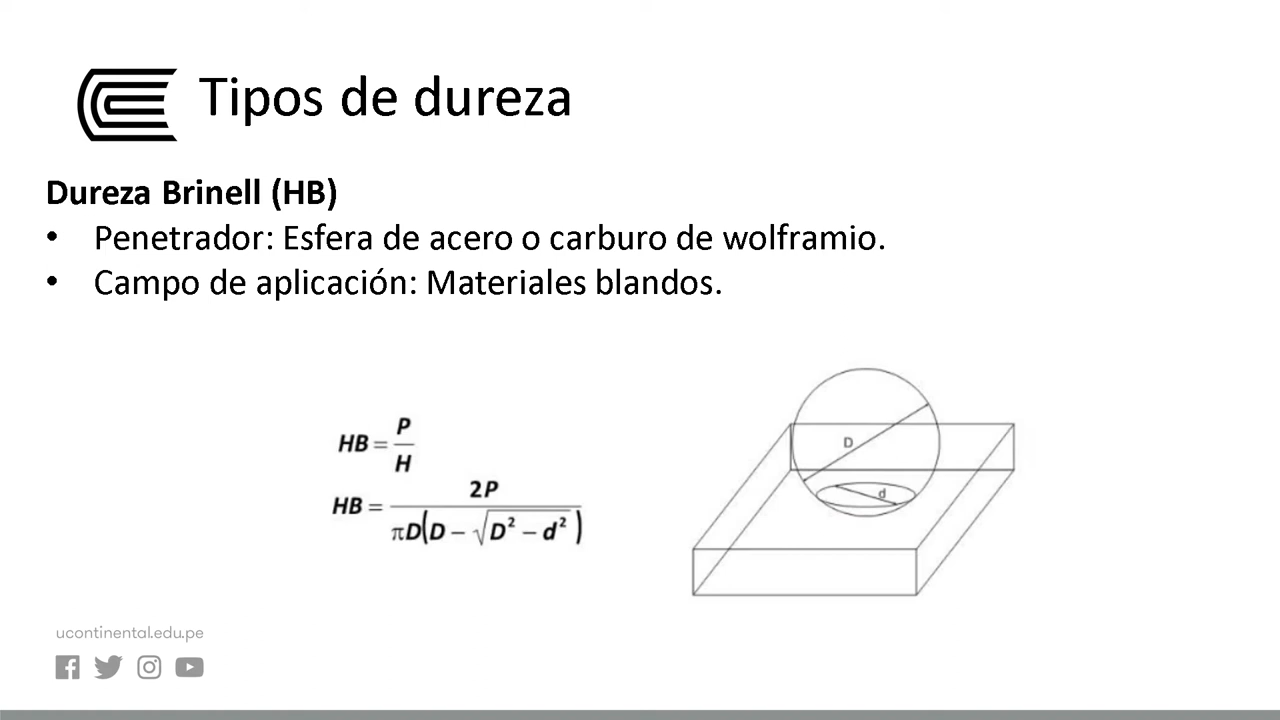 Tipos de dureza
Dureza Brinell (HB)
• Penetrador: Esfera de acero o carburo de wolframio.
• Campo de aplicación: Materiales blandos.
HB = P / H
HB = 2P / πD(D − √D² − d²)
D
d
ucontinental.edu.pe